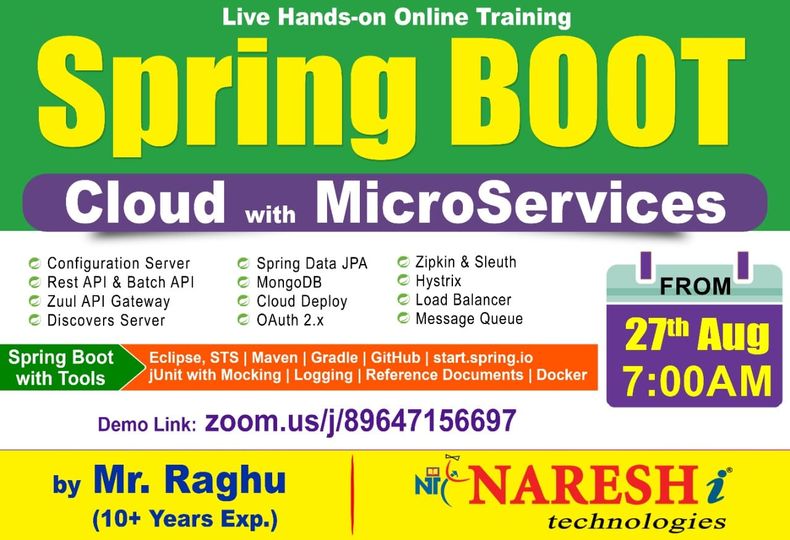 Live Hands-on Online Training
Spring BOOT
Cloud with MicroServices
Configuration Server
Rest API & Batch API
Zuul API Gateway
Discovers Server
Spring Data JPA
MongoDB
Cloud Deploy
OAuth 2.x
Zipkin & Sleuth
Hystrix
Load Balancer
Message Queue
FROM
27th Aug
7:00AM
Spring Boot
with Tools
Eclipse, STS | Maven | Gradle | GitHub | start.spring.io
jUnit with Mocking | Logging | Reference Documents | Docker
Demo Link: zoom.us/j/89647156697
by Mr. Raghu
(10+ Years Exp.)
NT NARESH i ®
technologies